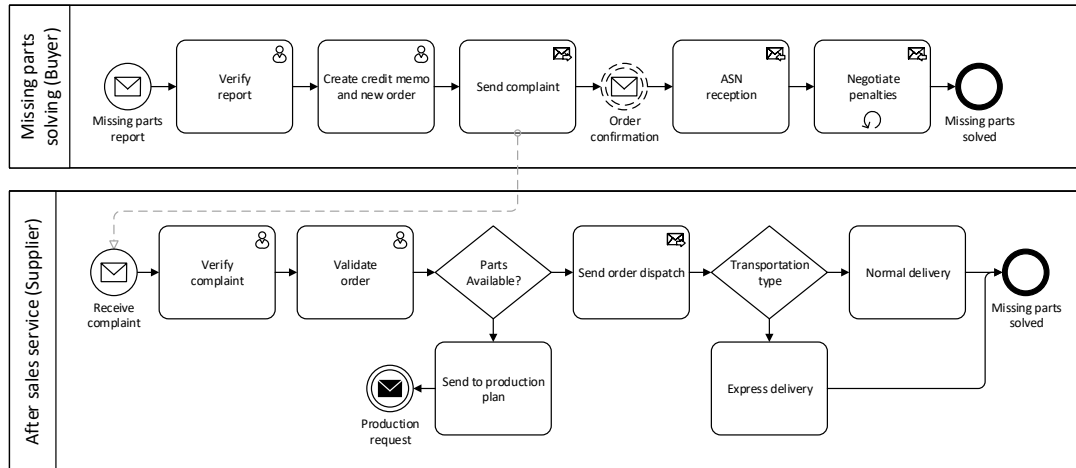 Missing parts
solving (Buyer)
Missing parts
report
Verify
report
Create credit memo
and new order
Send complaint
Order
confirmation
ASN
reception
Negotiate
penalties
Missing parts
solved
After sales service (Supplier)
Receive
complaint
Verify
complaint
Validate
order
Parts
Available?
Send order dispatch
Transportation
type
Normal delivery
Missing parts
solved
Production
request
Send to production
plan
Express delivery